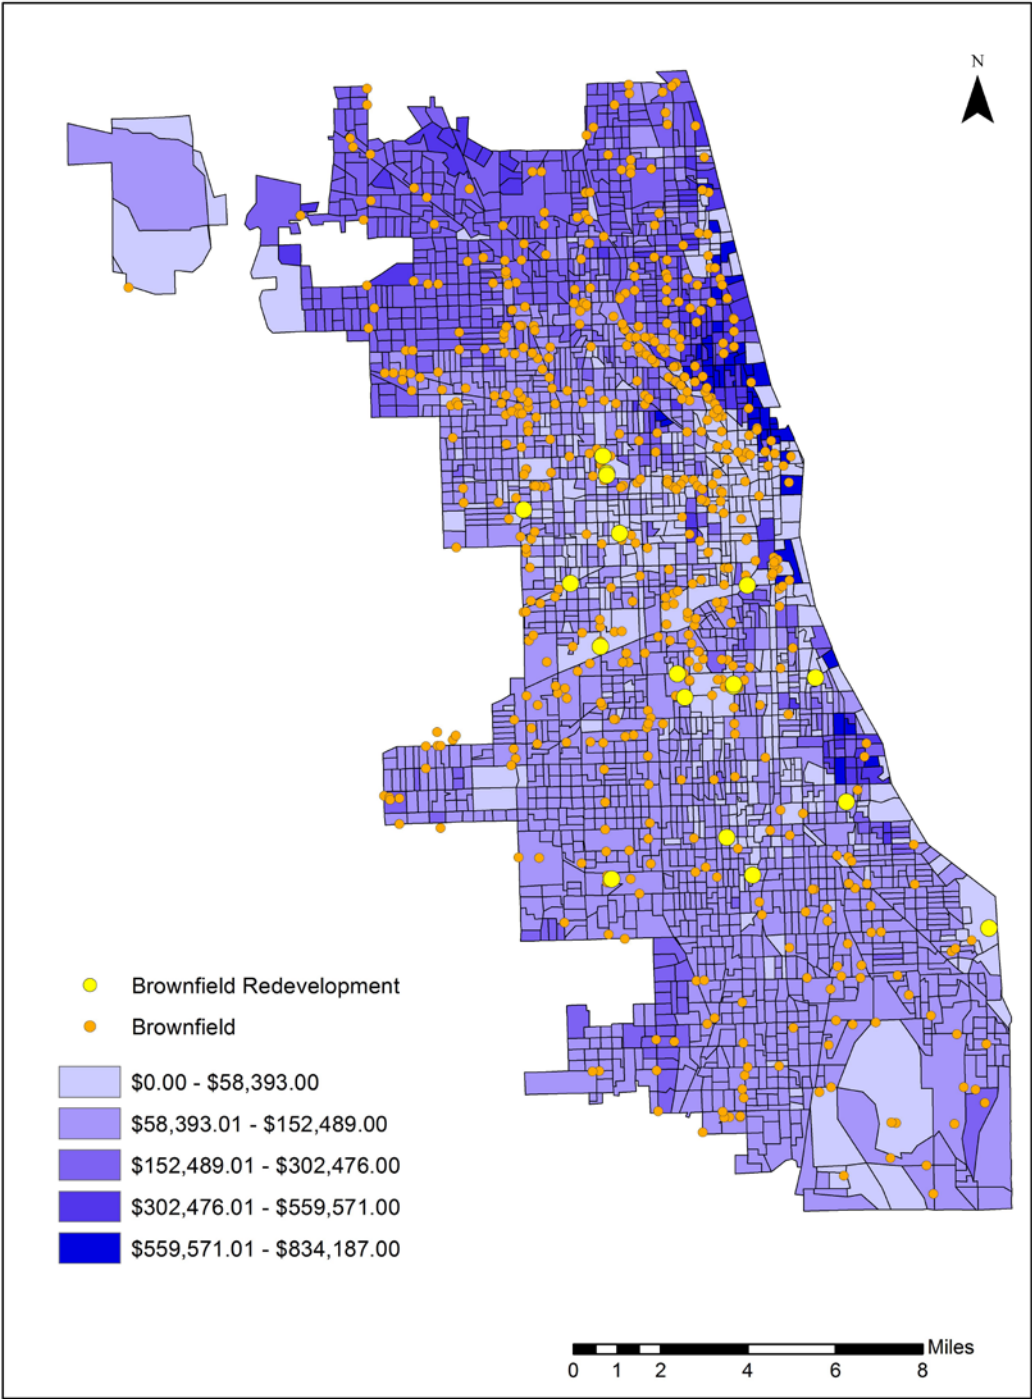 N
Brownfield Redevelopment
Brownfield
$0.00 - $58,393.00
$58,393.01 - $152,489.00
$152,489.01 - $302,476.00
$302,476.01 - $559,571.00
$559,571.01 - $834,187.00
Miles
0 1 2 4 6 8